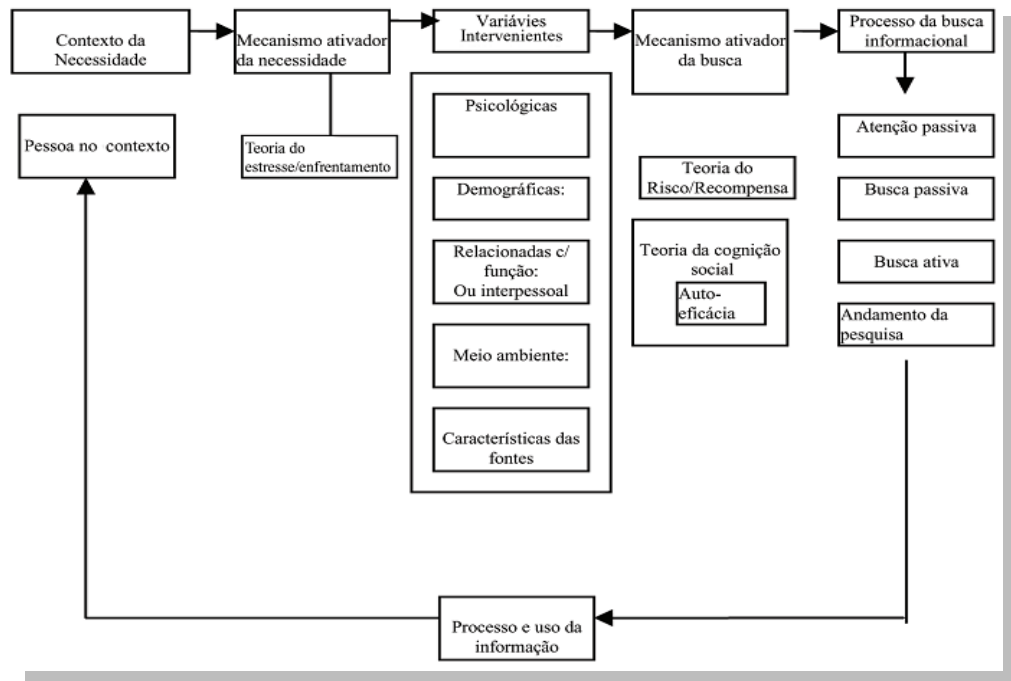 Contexto da
Necessidade
Mecanismo ativador
da necessidade
Variávies
Intervenientes
Mecanismo ativador
da busca
Processo da busca
informacional
Pessoa no contexto
Teoria do
estresse/enfrentamento
Psicológicas
Demográficas:
Relacionadas c/
função:
Ou interpessoal
Meio ambiente:
Características das
fontes
Teoria do
Risco/Recompensa
Teoria da cognição
social
Auto-
eficácia
Atenção passiva
Busca passiva
Busca ativa
Andamento da
pesquisa
Processo e uso da
informação